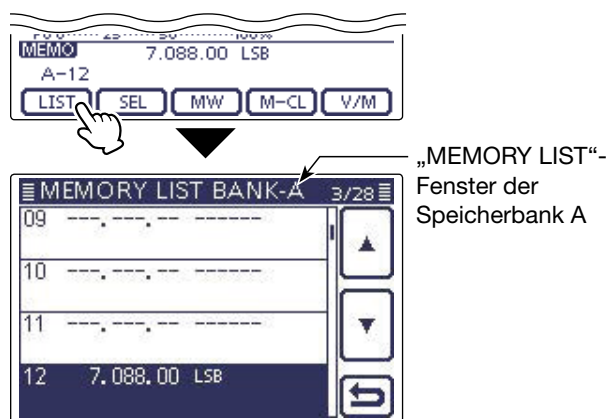 MEMO 7.088.00 LSB
A-12
LIST SEL MW M-CL V/M
MEMORY LIST BANK-A 3/28
„MEMORY LIST“-
Fenster der
Speicherbank A
09 ---.---.-- ------
10 ---.---.-- ------
11 ---.---.-- ------
12 7.088.00 LSB